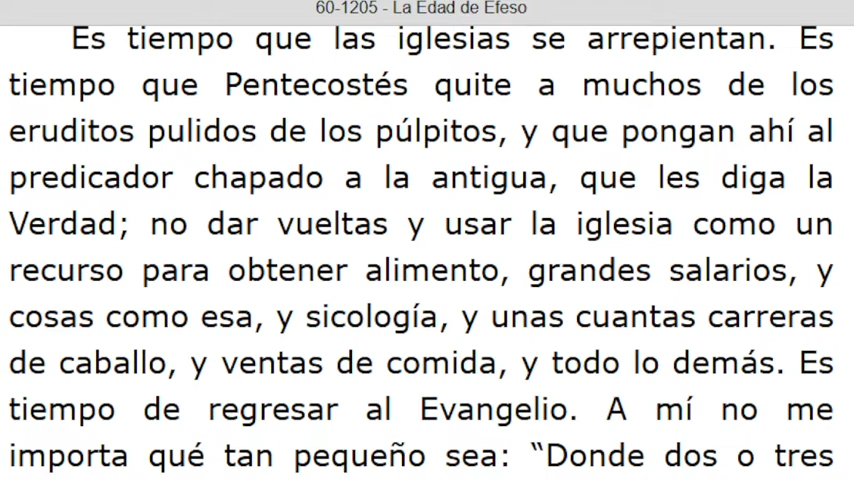 60-1205 - La Edad de Efeso
Es tiempo que las iglesias se arrepientan. Es
tiempo que Pentecostés quite a muchos de los
eruditos pulidos de los púlpitos, y que pongan ahí al
predicador chapado a la antigua, que les diga la
Verdad; no dar vueltas y usar la iglesia como un
recurso para obtener alimento, grandes salarios, y
cosas como esa, y sicología, y unas cuantas carreras
de caballo, y ventas de comida, y todo lo demás. Es
tiempo de regresar al Evangelio. A mí no me
importa qué tan pequeño sea: “Donde dos o tres